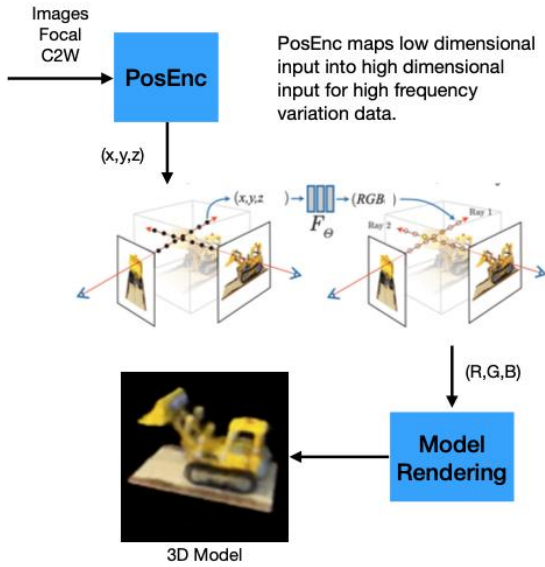 Images
Focal
C2W
PosEnc
PosEnc maps low dimensional
input into high dimensional
input for high frequency
variation data.
(x,y,z)
(x,y,z )
F_Θ
(RGB )
Ray 1
Ray 2
(R,G,B)
Model
Rendering
3D Model